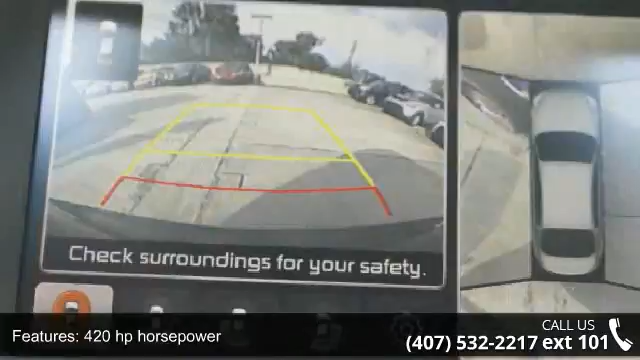 Check surroundings for your safety.
Features: 420 hp horsepower
CALL US
(407) 532-2217 ext 101